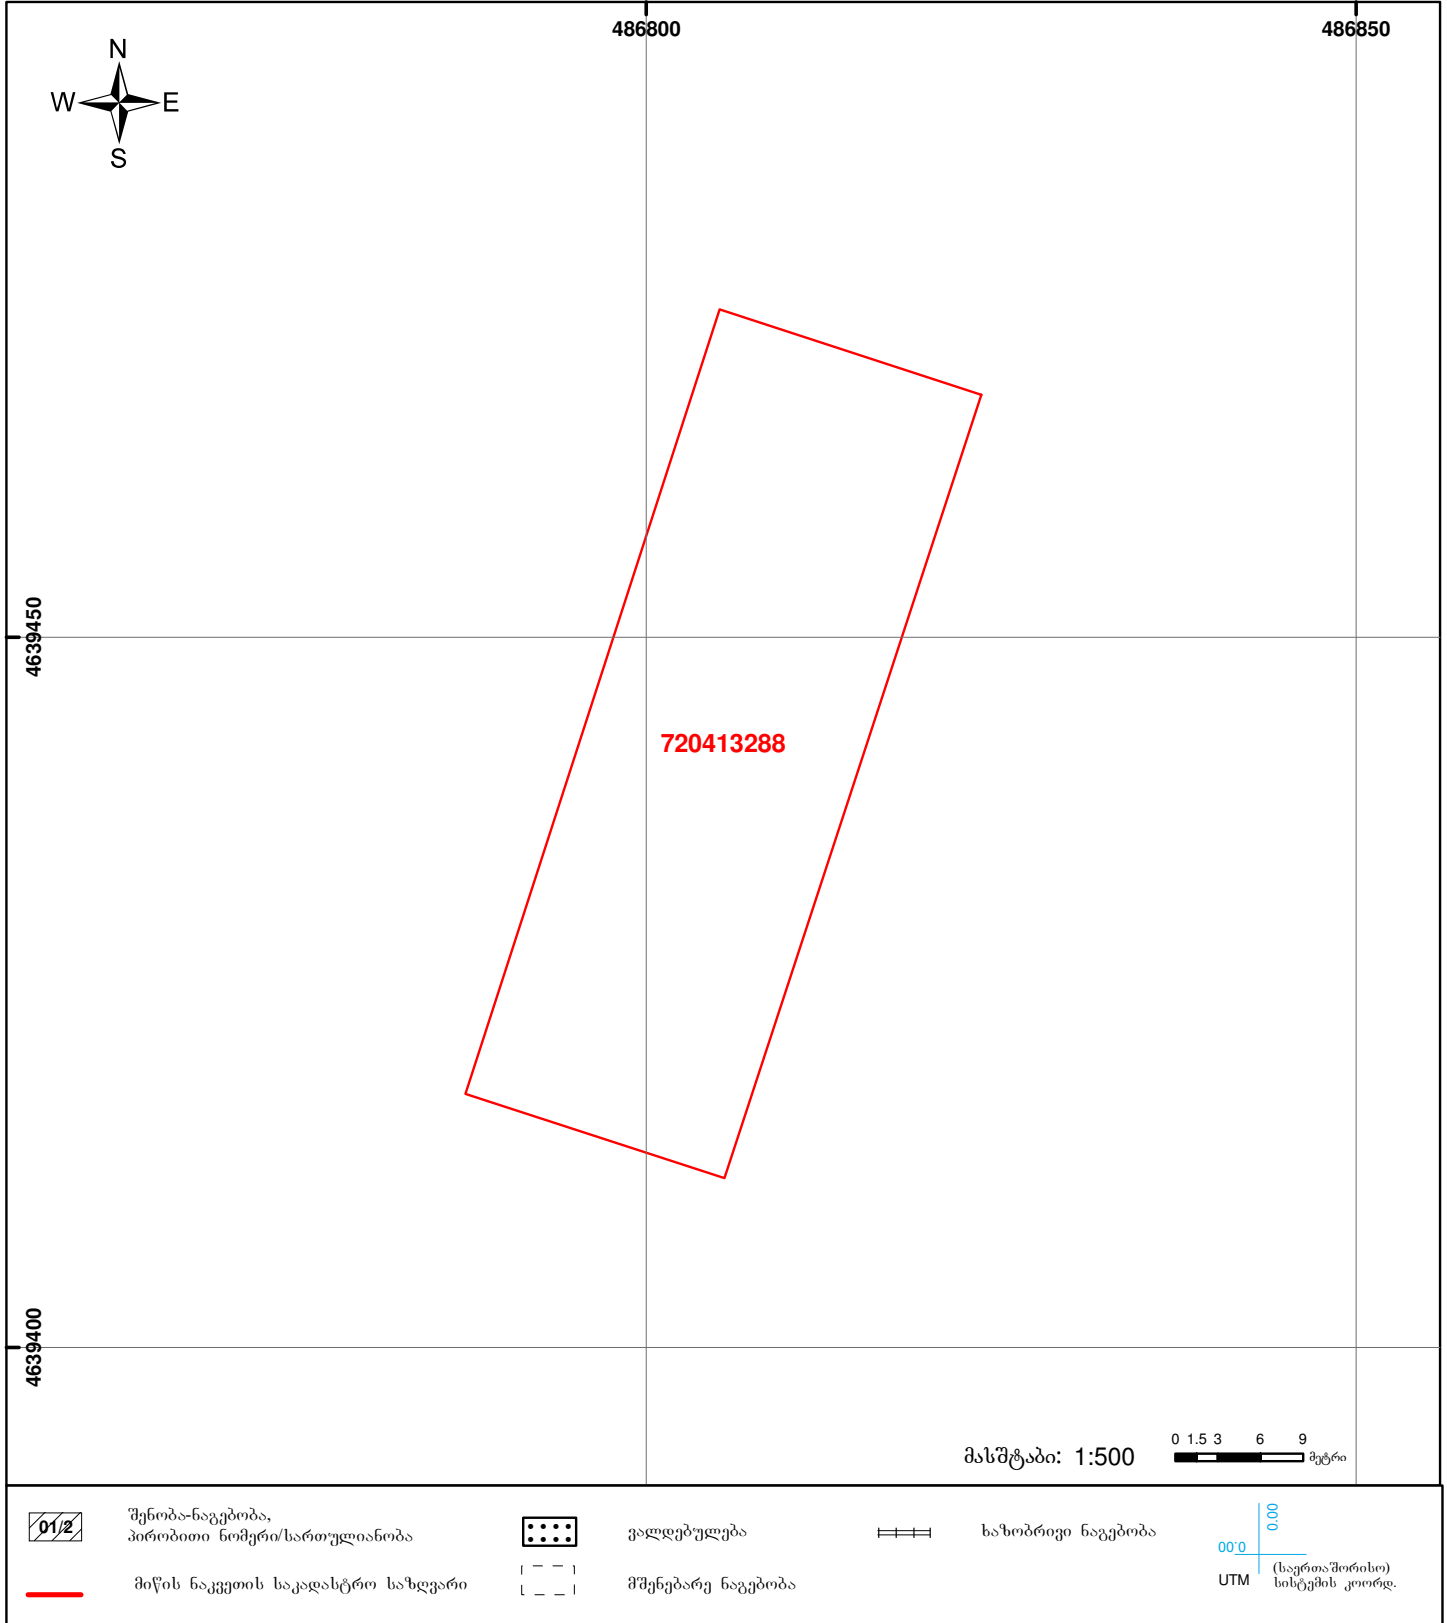 486800
486850
N
W E
S
4639450
720413288
4639400
მასშტაბი: 1:500
0 1.5 3 6 9
მეტრი
01/2
შენობა-ნაგებობა,
პირობითი ნომერი/სართულიანობა
ვალდებულება
ხაზობრივი ნაგებობა
მიწის ნაკვეთის საკადასტრო საზღვარი
მშენებარე ნაგებობა
0.00
0.00
UTM
(საერთაშორისო)
სისტემის კოორდ.